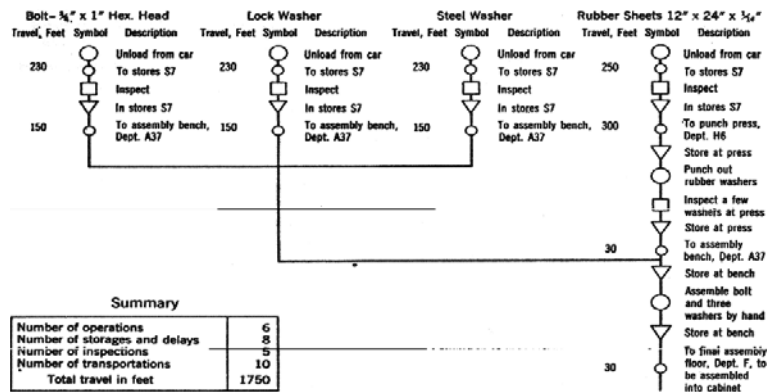 Bolt– 5/16" x 1" Hex. Head
Travel, Feet Symbol Description
Unload from car
230 To stores S7
Inspect
In stores S7
150 To assembly bench,
Dept. A37
Lock Washer
Travel, Feet Symbol Description
Unload from car
230 To stores S7
Inspect
In stores S7
150 To assembly bench,
Dept. A37
Steel Washer
Travel, Feet Symbol Description
Unload from car
230 To stores S7
Inspect
In stores S7
150 To assembly bench,
Dept. A37
Rubber Sheets 12" x 24" x 1/16"
Travel, Feet Symbol Description
Unload from car
250 To stores S7
Inspect
In stores S7
300 To punch press,
Dept. H6
Store at press
Punch out
rubber washers
Inspect a few
washers at press
Store at press
30 To assembly
bench, Dept. A37
Store at bench
Assemble bolt
and three
washers by hand
Store at bench
30 To final assembly
floor, Dept. F, to
be assembled
into cabinet
Summary
Number of operations 6
Number of storages and delays 8
Number of inspections 5
Number of transportations 10
Total travel in feet 1750